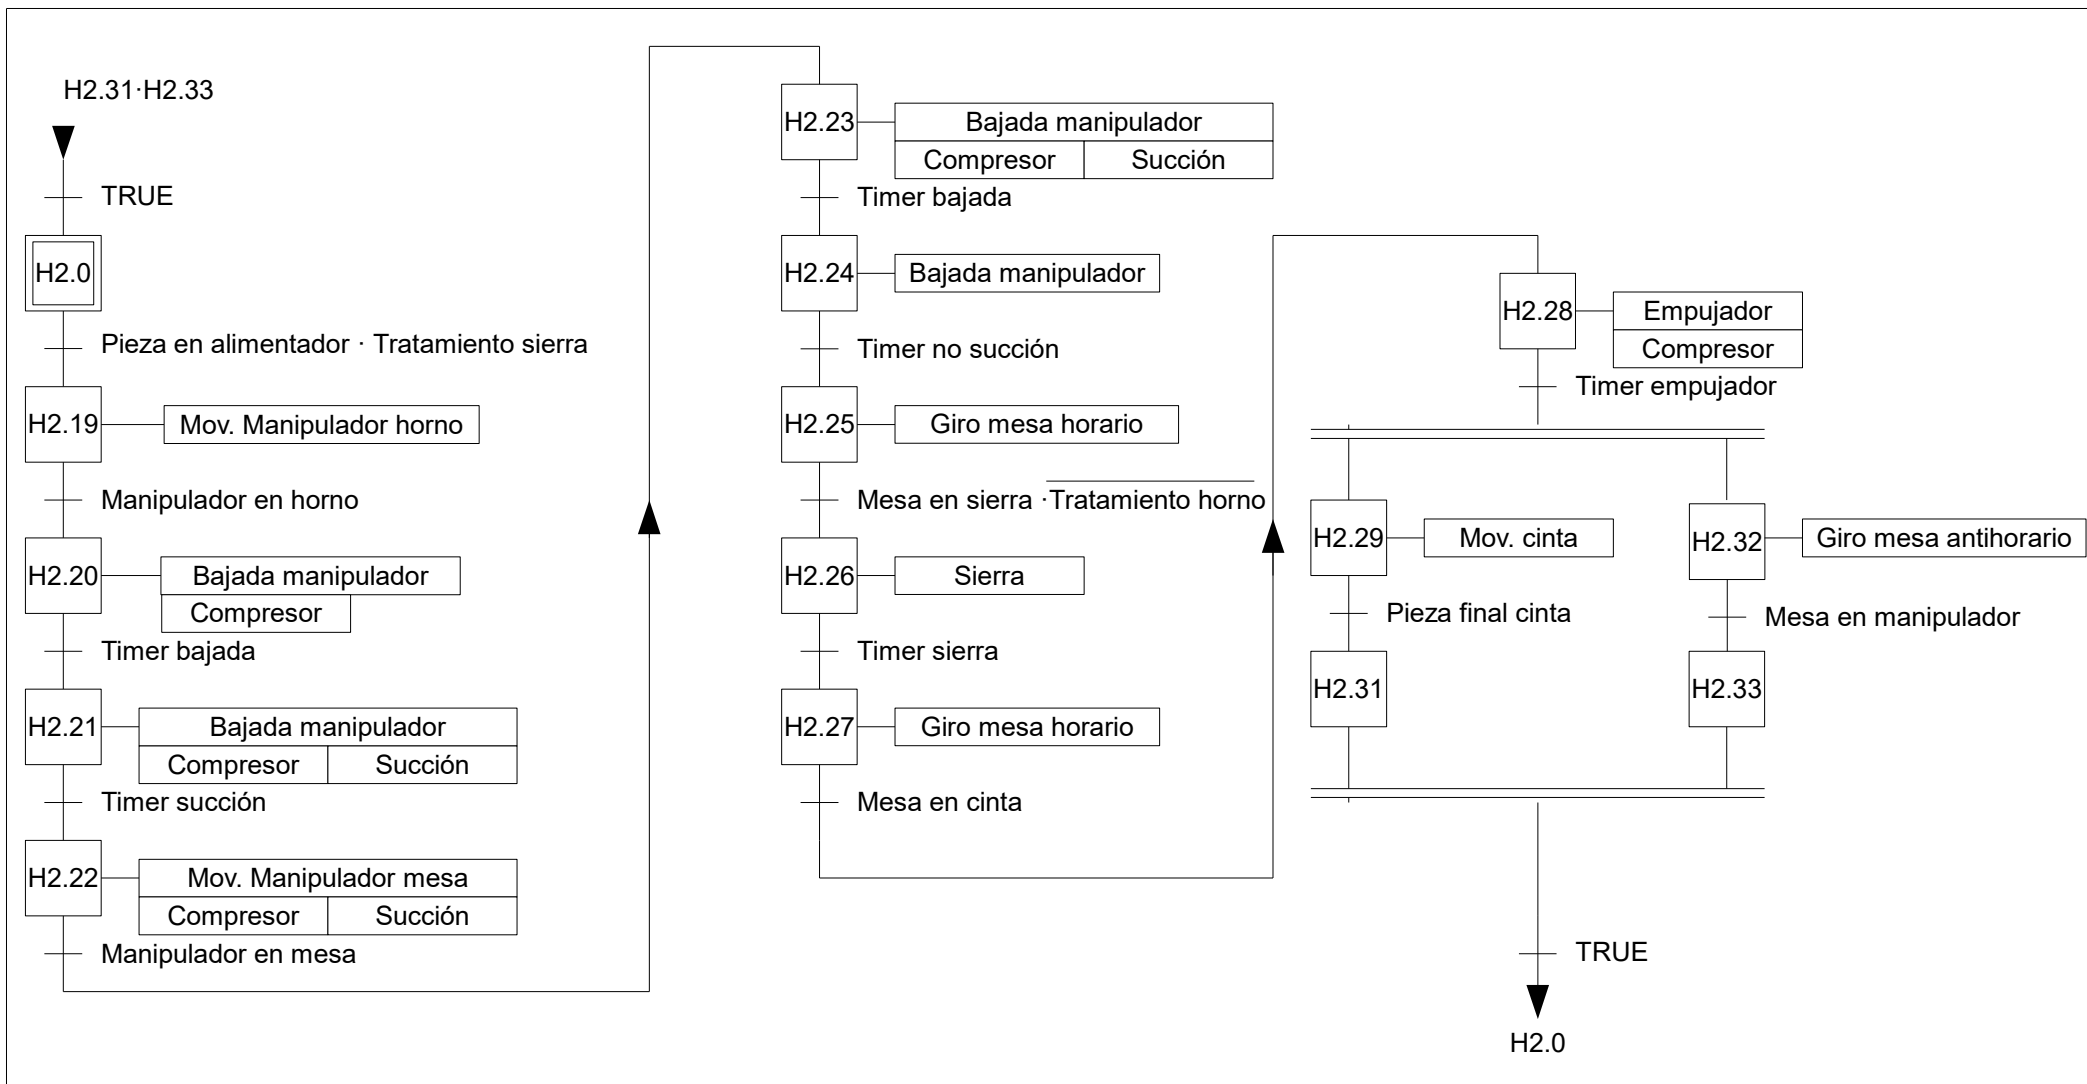 H2.31·H2.33
TRUE
H2.0
Pieza en alimentador · Tratamiento sierra
H2.19
Mov. Manipulador horno
Manipulador en horno
H2.20
Bajada manipulador
Compresor
Timer bajada
H2.21
Bajada manipulador
Compresor
Succión
Timer succión
H2.22
Mov. Manipulador mesa
Compresor
Succión
Manipulador en mesa
H2.23
Bajada manipulador
Compresor
Succión
Timer bajada
H2.24
Bajada manipulador
Timer no succión
H2.25
Giro mesa horario
Mesa en sierra ·Tratamiento horno
H2.26
Sierra
Timer sierra
H2.27
Giro mesa horario
Mesa en cinta
H2.28
Empujador
Compresor
Timer empujador
H2.29
Mov. cinta
Pieza final cinta
H2.31
H2.32
Giro mesa antihorario
Mesa en manipulador
H2.33
TRUE
H2.0